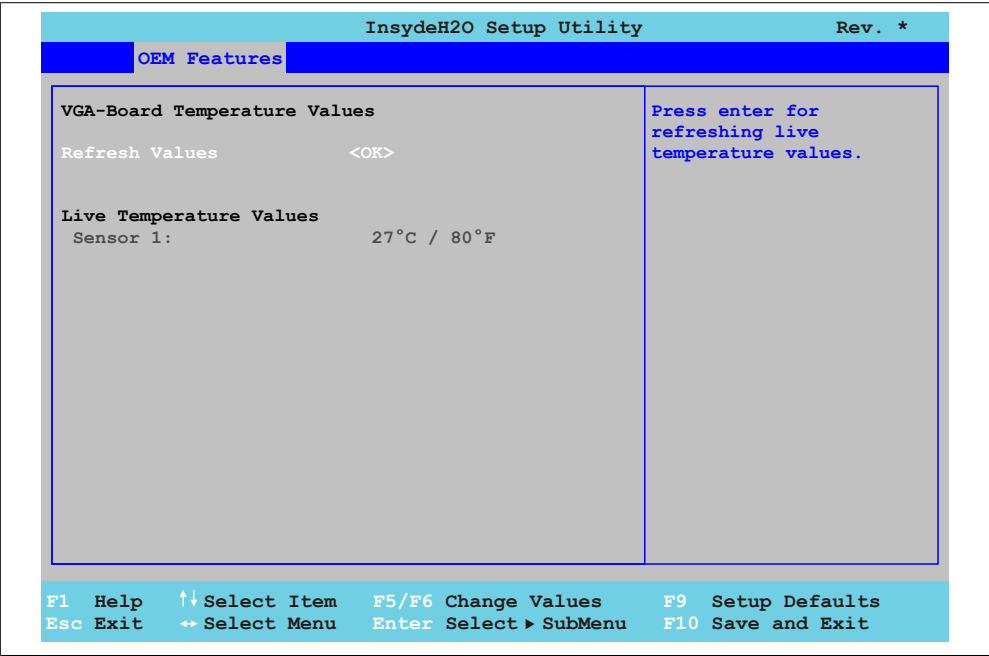 InsydeH2O Setup Utility Rev. *
OEM Features
VGA-Board Temperature Values
Refresh Values <OK>
Live Temperature Values
Sensor 1: 27°C / 80°F
Press enter for
refreshing live
temperature values.
F1 Help ↑↓ Select Item F5/F6 Change Values F9 Setup Defaults
Esc Exit ↔ Select Menu Enter Select ▶ SubMenu F10 Save and Exit